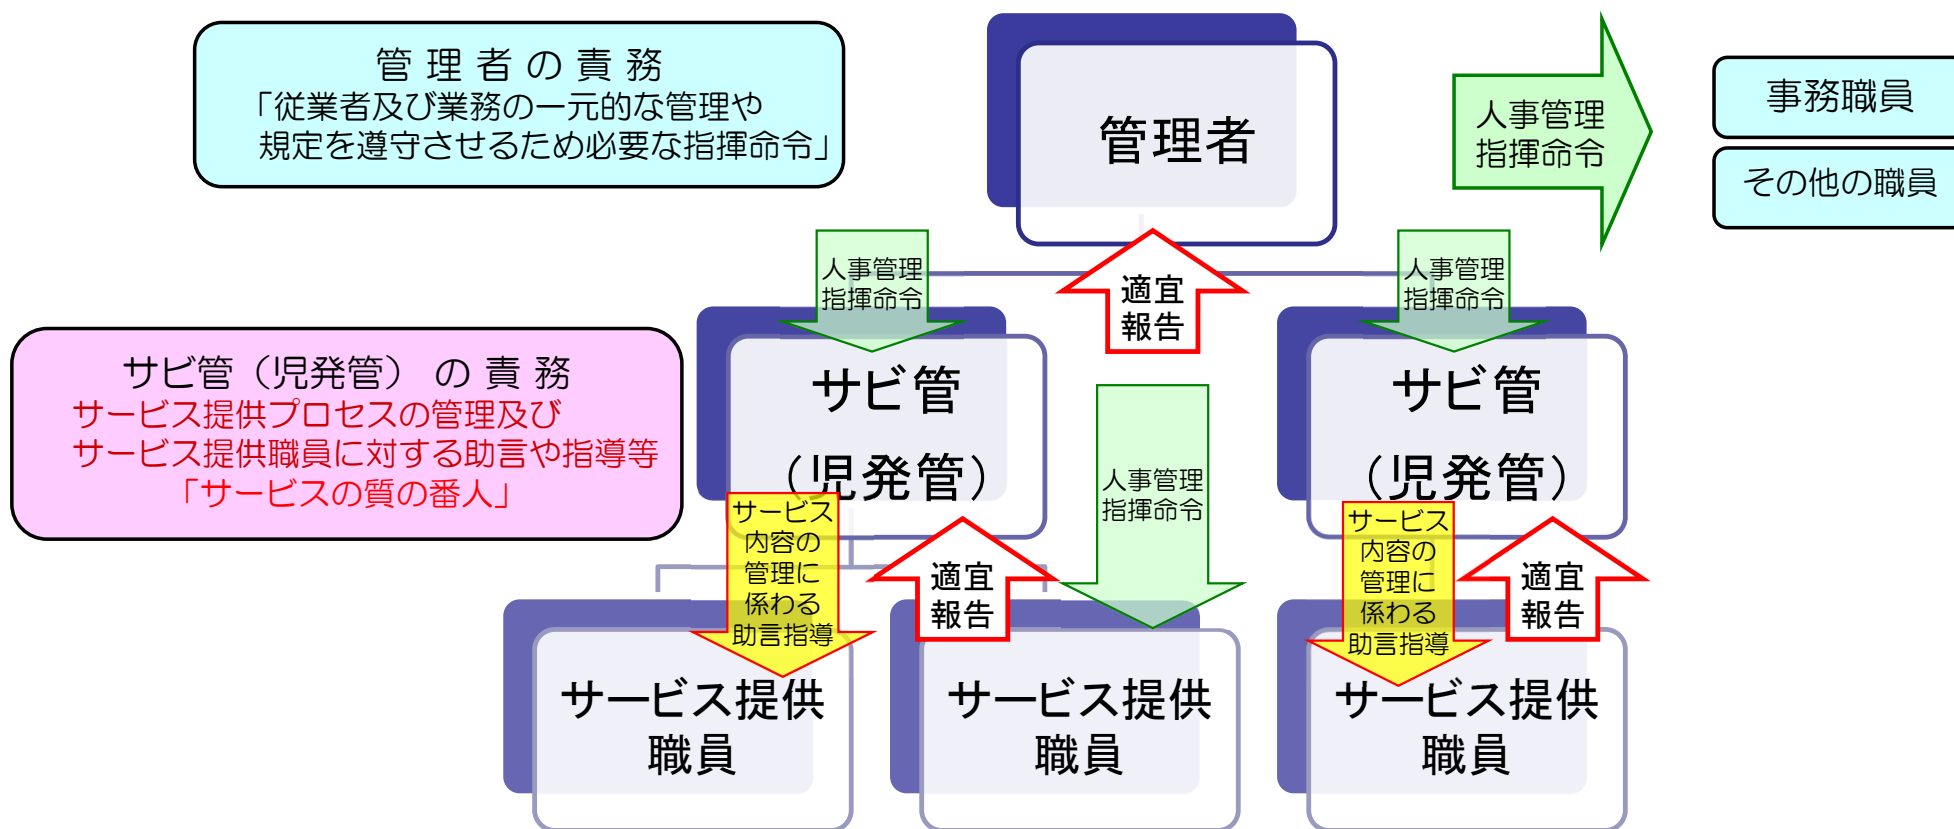 管 理 者 の 責 務
「従業者及び業務の一元的な管理や
規定を遵守させるため必要な指揮命令」
管理者
人事管理
指揮命令
事務職員
その他の職員
人事管理
指揮命令
適宜
報告
人事管理
指揮命令
サビ管（児発管） の 責 務
サービス提供プロセスの管理及び
サービス提供職員に対する助言や指導等
「サービスの質の番人」
サビ管
（児発管）
人事管理
指揮命令
サビ管
（児発管）
サービス
内容の
管理に
係わる
助言指導
適宜
報告
サービス
内容の
管理に
係わる
助言指導
適宜
報告
サービス提供
職員
サービス提供
職員
サービス提供
職員